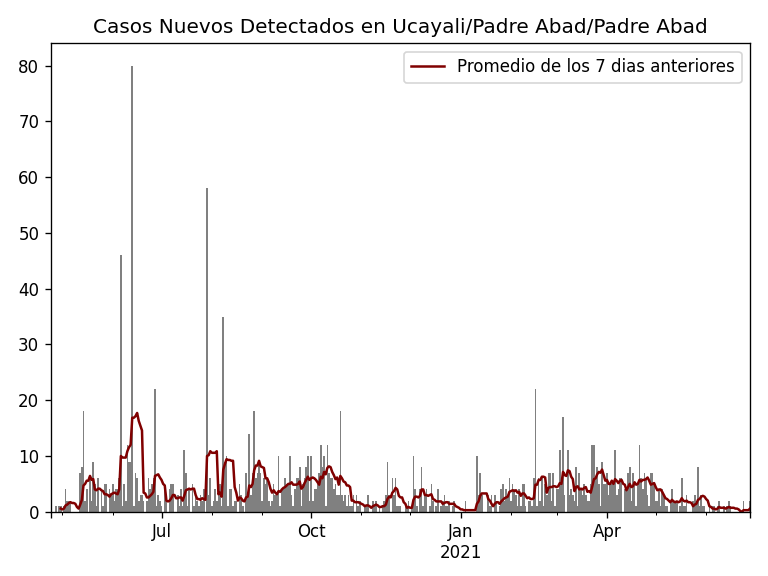 Casos Nuevos Detectados en Ucayali/Padre Abad/Padre Abad
Promedio de los 7 dias anteriores
80
70
60
50
40
30
20
10
0
Jul
Oct
Jan
2021
Apr